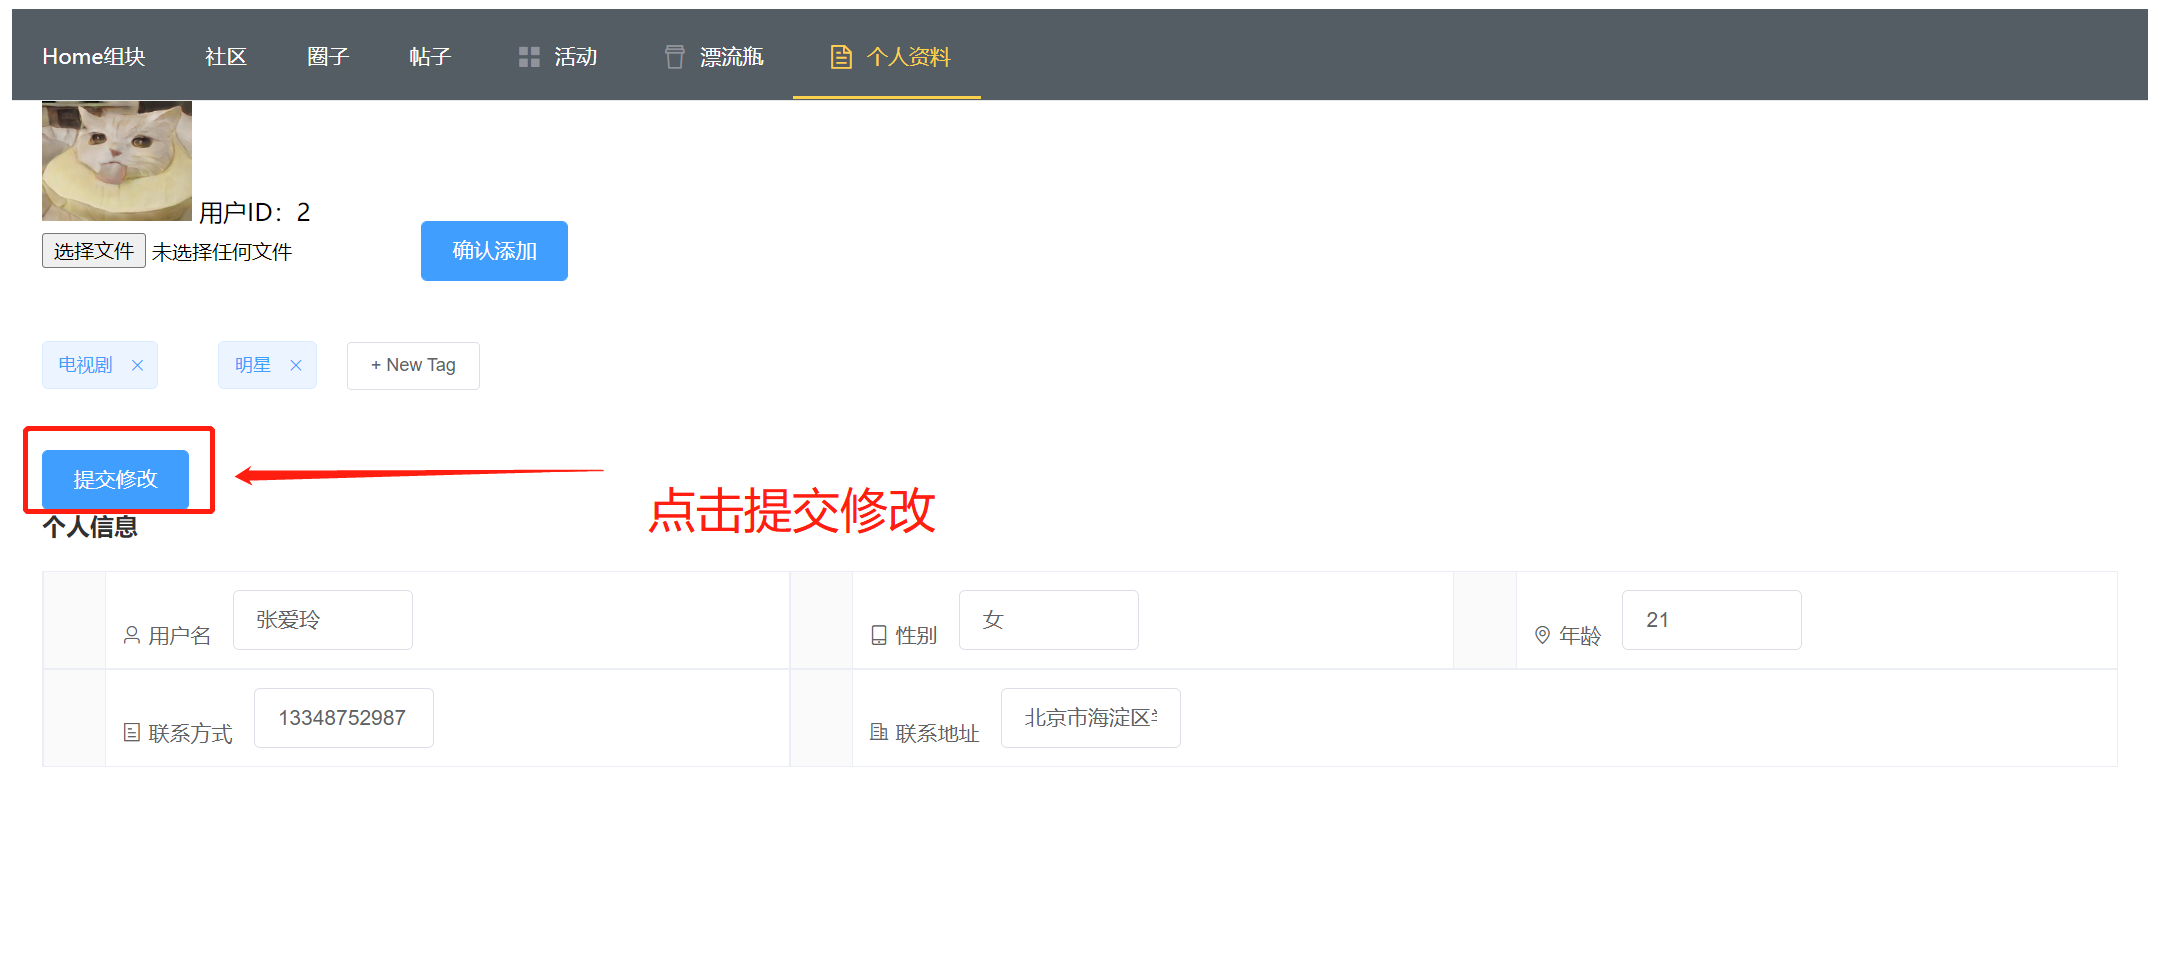 Home组块 社区 圈子 帖子 活动 漂流瓶 个人资料
用户ID：2
选择文件 未选择任何文件 确认添加
电视剧 明星 + New Tag
提交修改
点击提交修改
个人信息
用户名 张爱玲 性别 女 年龄 21
联系方式 13348752987 联系地址 北京市海淀区